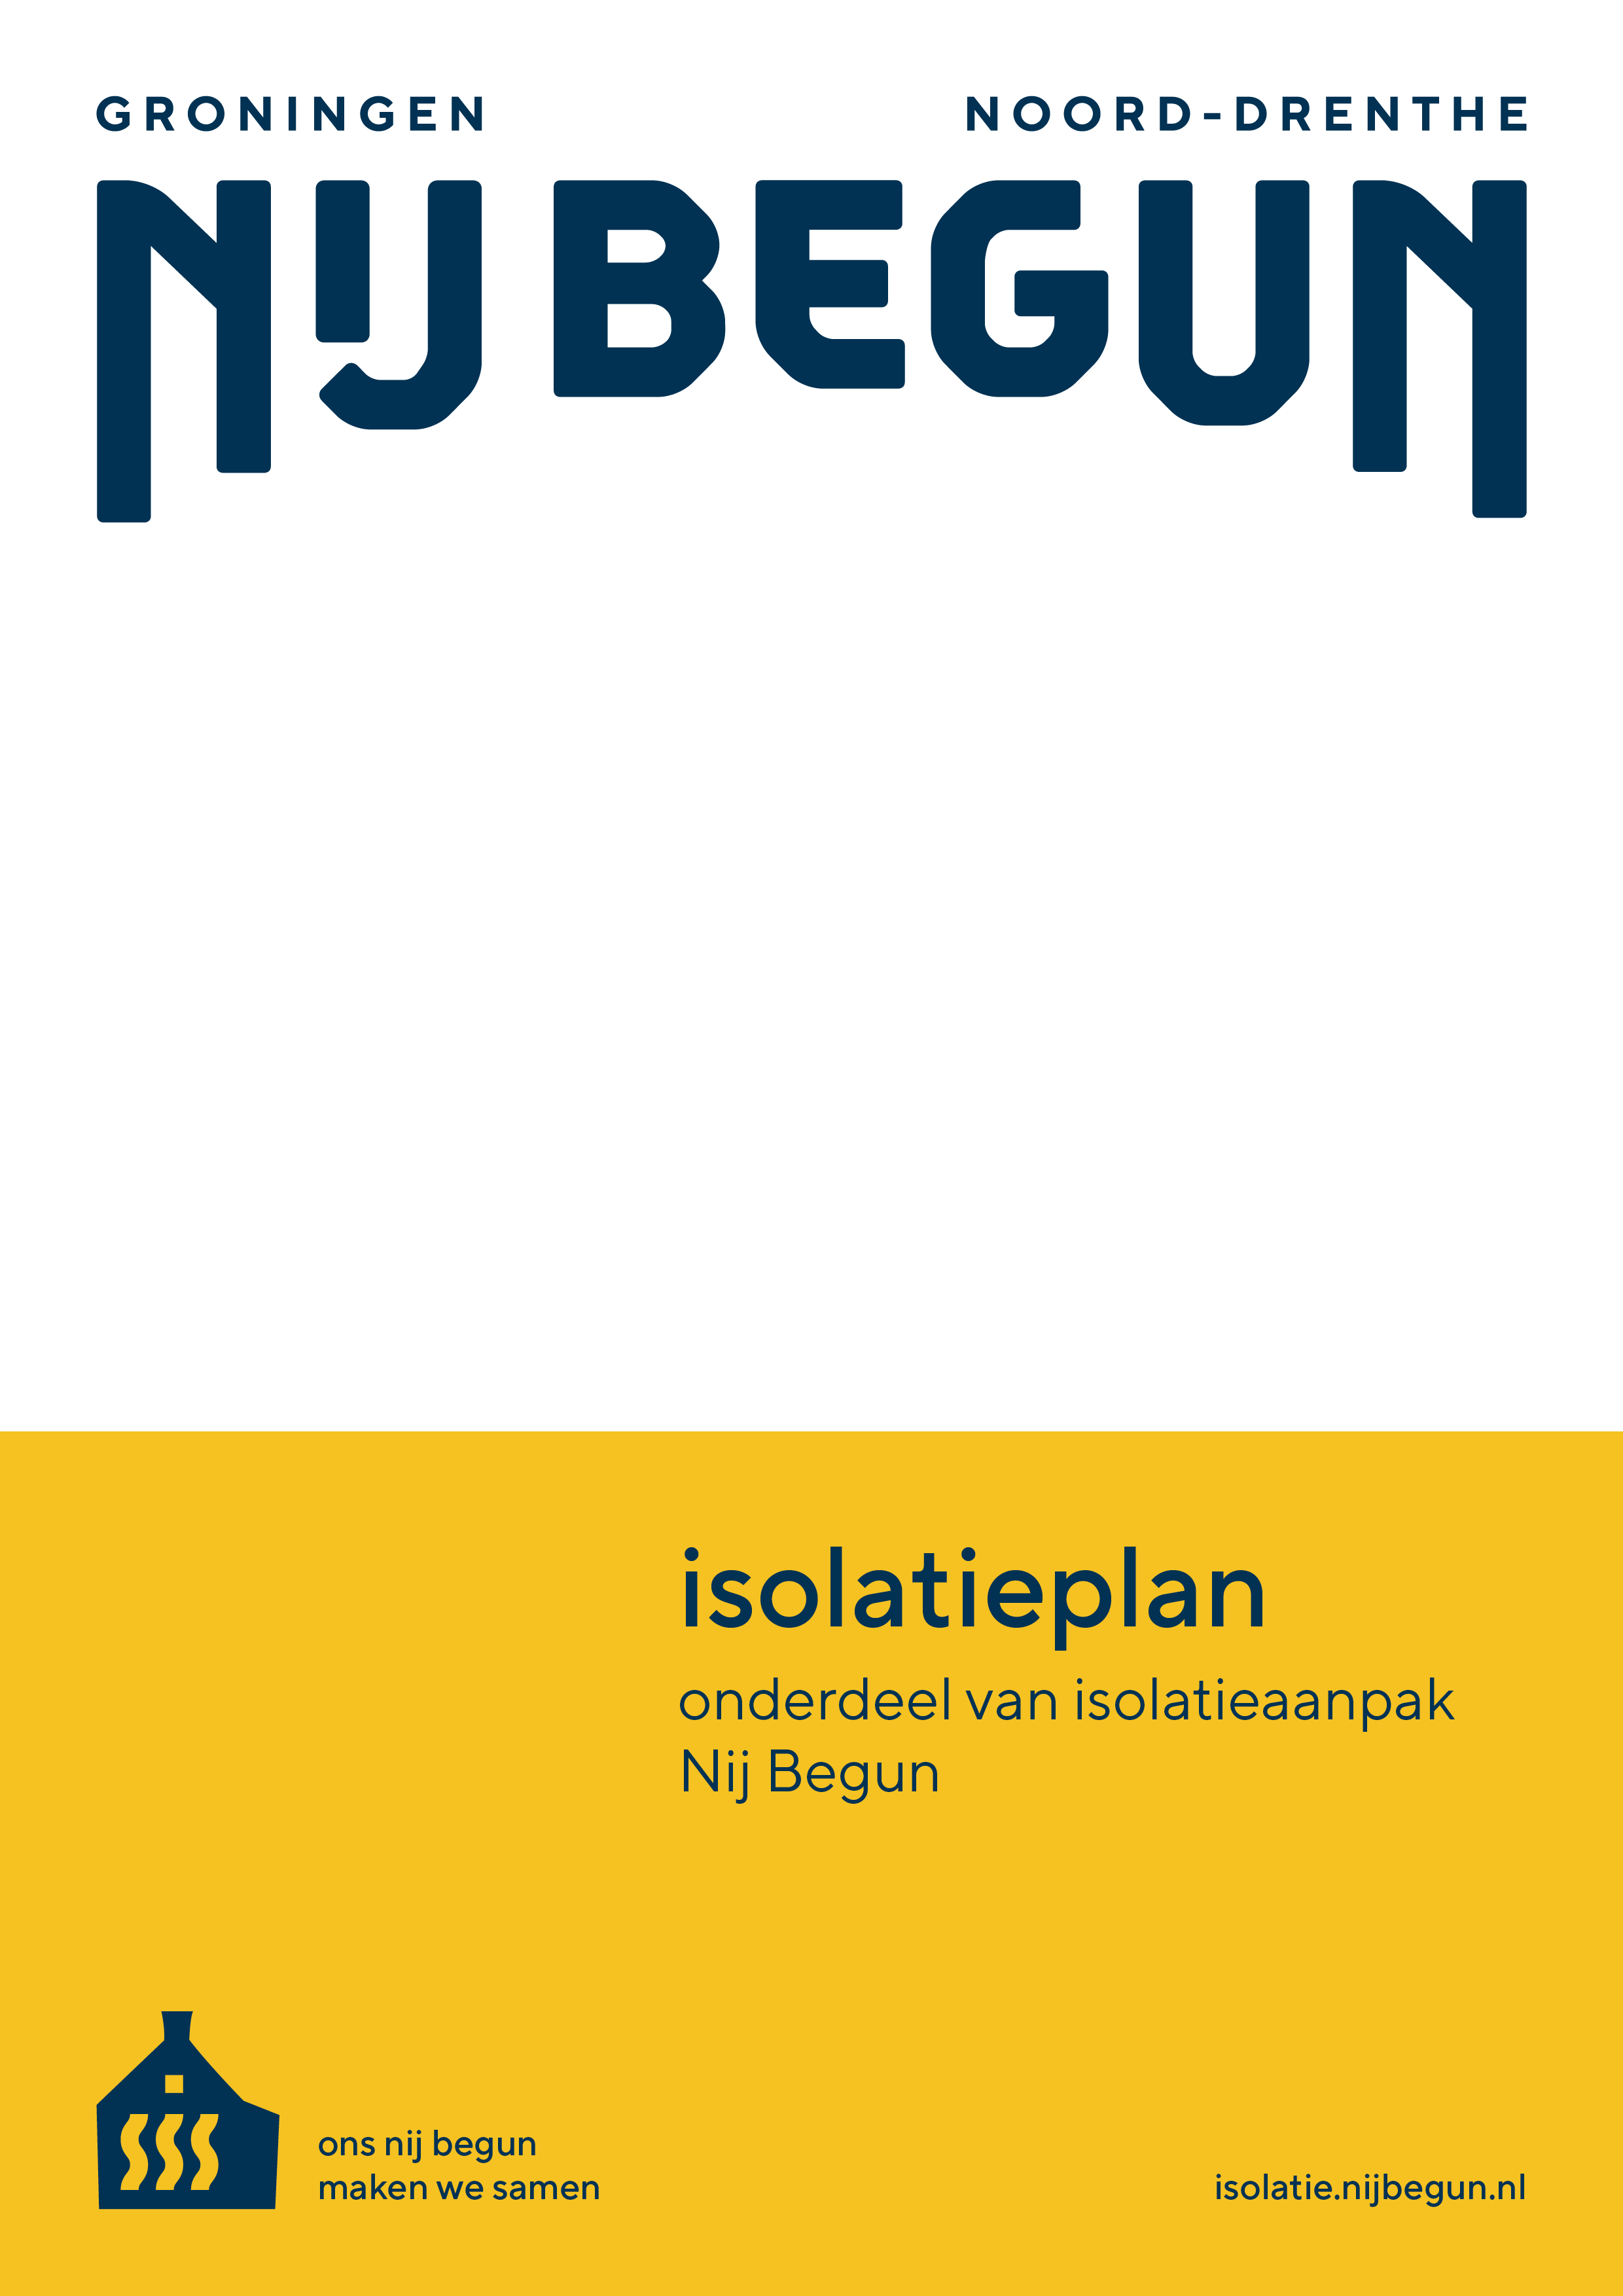 GRONINGEN NOORD-DRENTHE
NIJ BEGUN
isolatieplan
onderdeel van isolatieaanpak
Nij Begun
ons nij begun
maken we samen
isolatie.nijbegun.nl